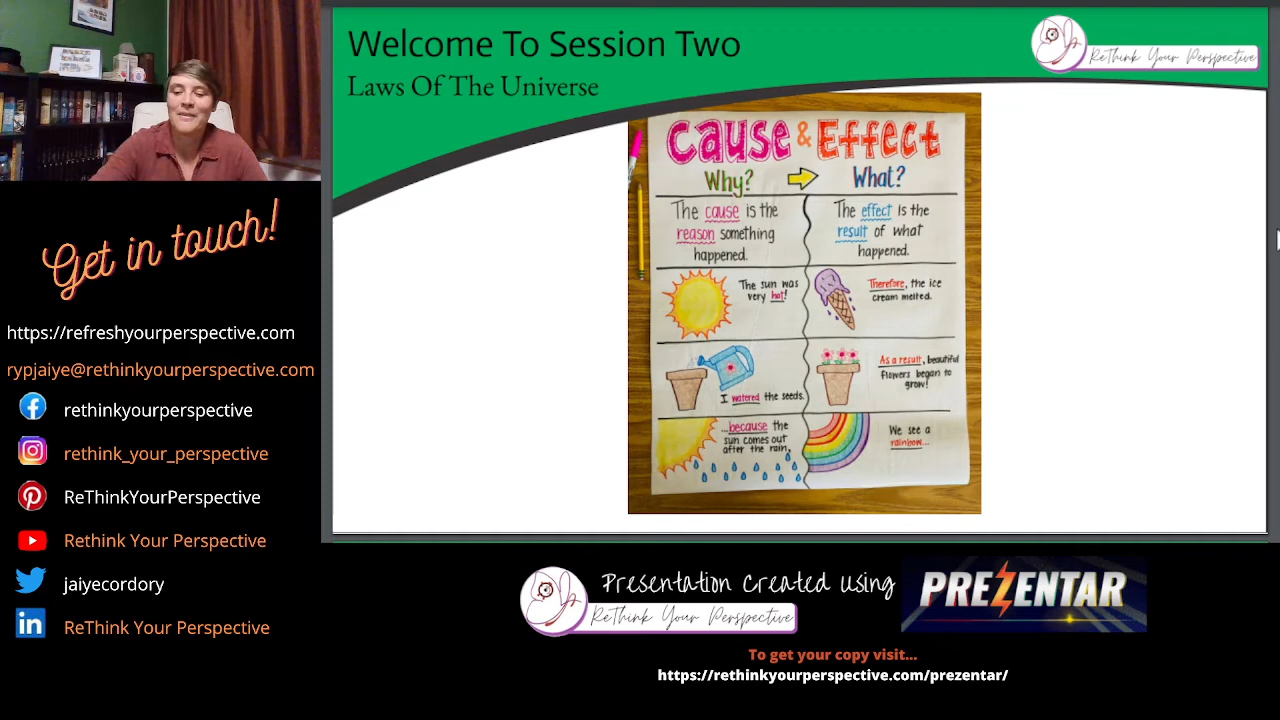 Welcome To Session Two
Laws Of The Universe
ReThink Your Perspective
Cause & Effect
Why?
What?
The cause is the
reason something
happened.
The effect is the
result of what
happened.
The sun was
very hot!
Therefore, the ice
cream melted.
I watered the seeds.
As a result, beautiful
flowers began to
grow!
...because the
sun comes out
after the rain.
We see a
rainbow...
Get in touch!
https://refreshyourperspective.com
rypjaiye@rethinkyourperspective.com
rethinkyourperspective
rethink_your_perspective
ReThinkYourPerspective
Rethink Your Perspective
jaiyecordory
ReThink Your Perspective
Presentation Created Using
ReThink Your Perspective
PREZENTAR
To get your copy visit...
https://rethinkyourperspective.com/prezentar/